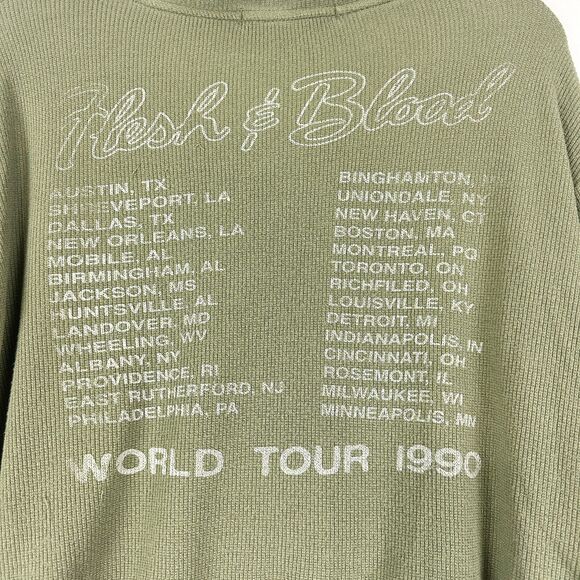 Flesh & Blood
AUSTIN, TX
SHREVEPORT, LA
DALLAS, TX
NEW ORLEANS, LA
MOBILE, AL
BIRMINGHAM, AL
JACKSON, MS
HUNTSVILLE, AL
LANDOVER, MD
WHEELING, WV
ALBANY, NY
PROVIDENCE, RI
EAST RUTHERFORD, NJ
PHILADELPHIA, PA
BINGHAMTON,
UNIONDALE, NY
NEW HAVEN, CT
BOSTON, MA
MONTREAL, PQ
TORONTO, ON
RICHFILED, OH
LOUISVILLE, KY
DETROIT, MI
INDIANAPOLIS, IN
CINCINNATI, OH
ROSEMONT, IL
MILWAUKEE, WI
MINNEAPOLIS, MN
WORLD TOUR 1990